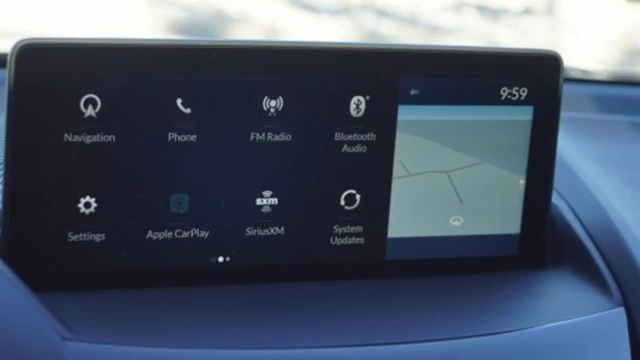 9:59
Navigation
Phone
FM Radio
Bluetooth
Audio
Settings
Apple CarPlay
sxm
SiriusXM
System
Updates